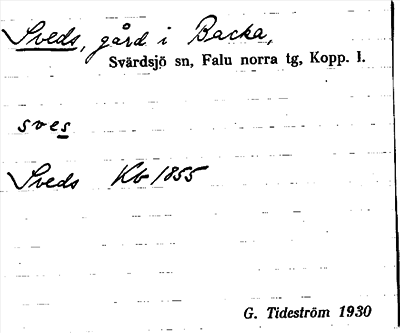 Sveds, gård i Backa,
Svärdsjö sn, Falu norra tg, Kopp. l.
sves
Sveds Kb 1855
G. Tideström 1930